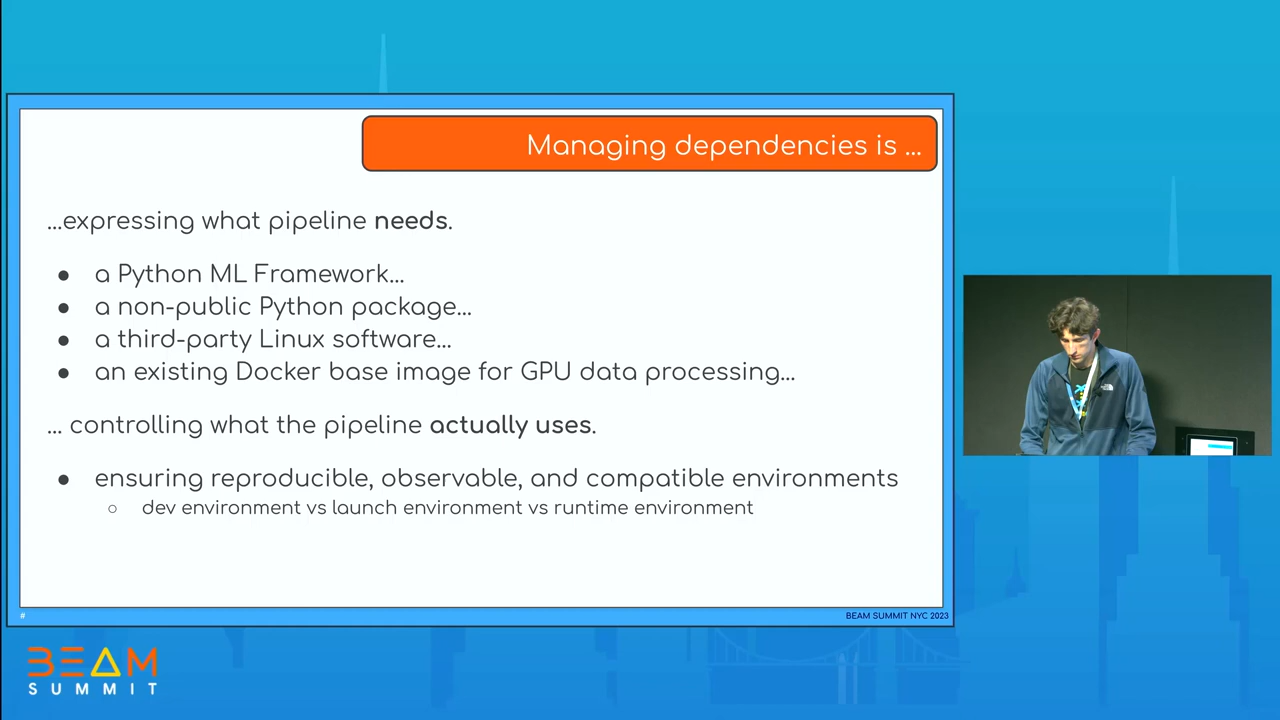 Managing dependencies is ...
...expressing what pipeline needs.
● a Python ML Framework...
● a non-public Python package...
● a third-party Linux software...
● an existing Docker base image for GPU data processing...
... controlling what the pipeline actually uses.
● ensuring reproducible, observable, and compatible environments
○ dev environment vs launch environment vs runtime environment
#
BEAM SUMMIT NYC 2023
BEAM
SUMMIT